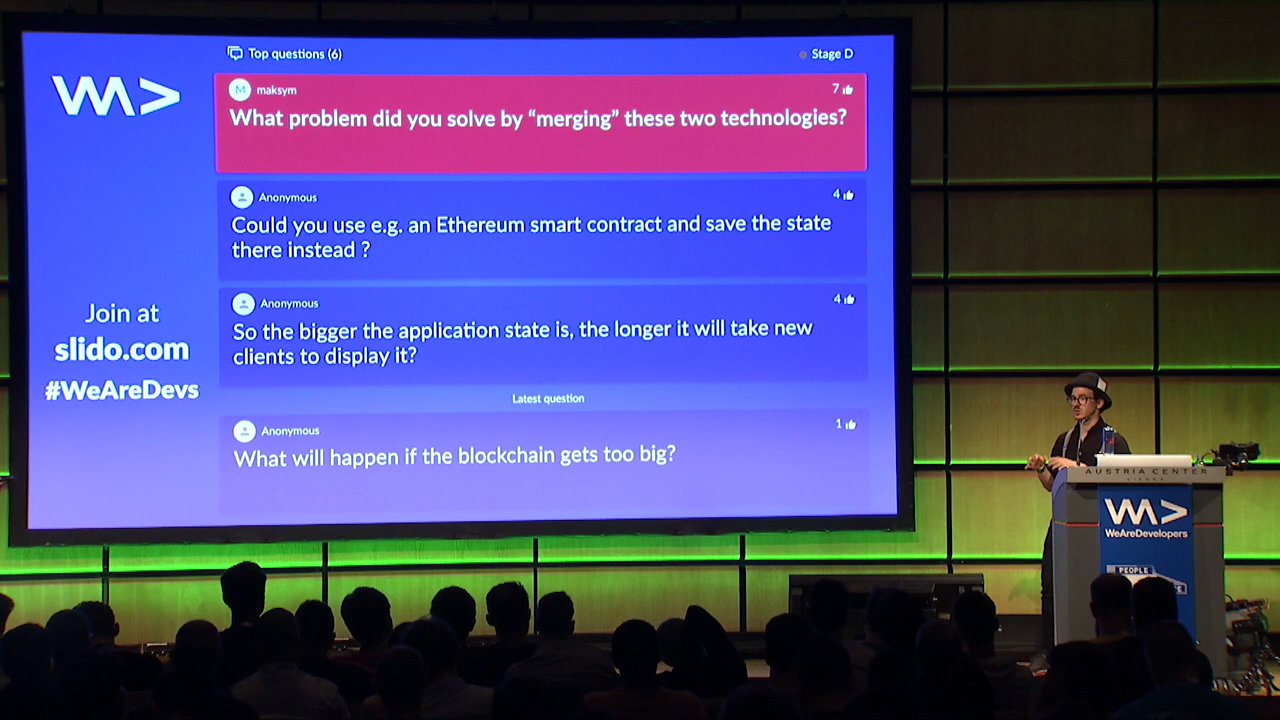 Top questions (6)
Stage D
M
maksym
7
What problem did you solve by “merging” these two technologies?
Anonymous
4
Could you use e.g. an Ethereum smart contract and save the state
there instead ?
Anonymous
4
So the bigger the application state is, the longer it will take new
clients to display it?
Latest question
Anonymous
1
What will happen if the blockchain gets too big?
Join at
slido.com
#WeAreDevs
AUSTRIA CENTER
WeAreDevelopers
PEOPLE